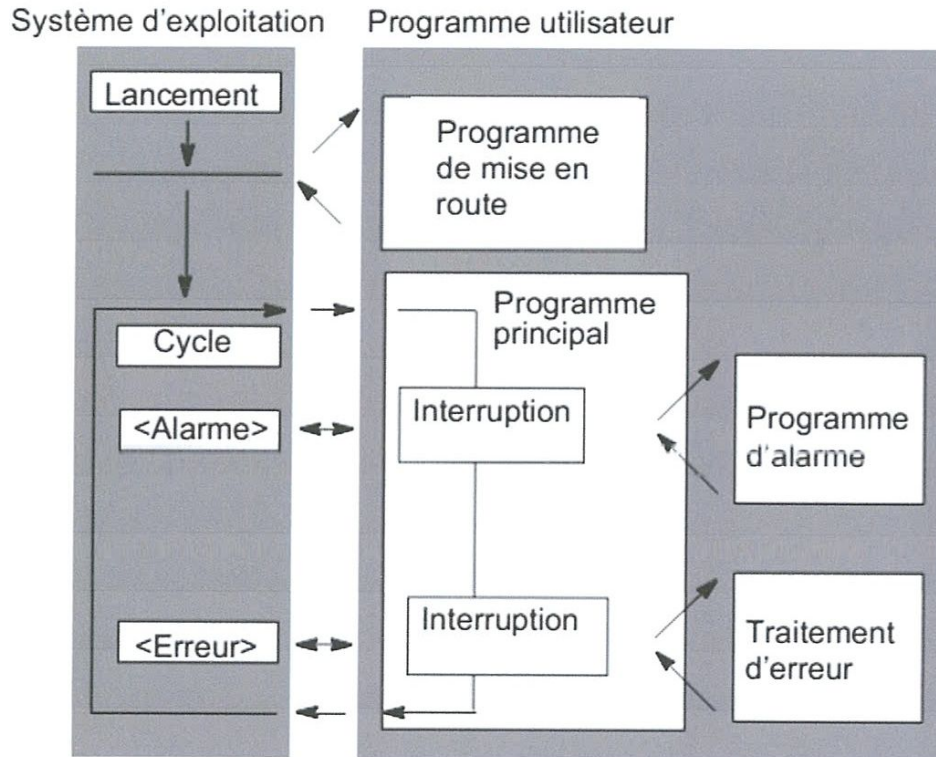 Système d'exploitation
Programme utilisateur
Lancement
Programme
de mise en
route
Programme
principal
Cycle
Interruption
<Alarme>
Programme
d'alarme
Interruption
<Erreur>
Traitement
d'erreur